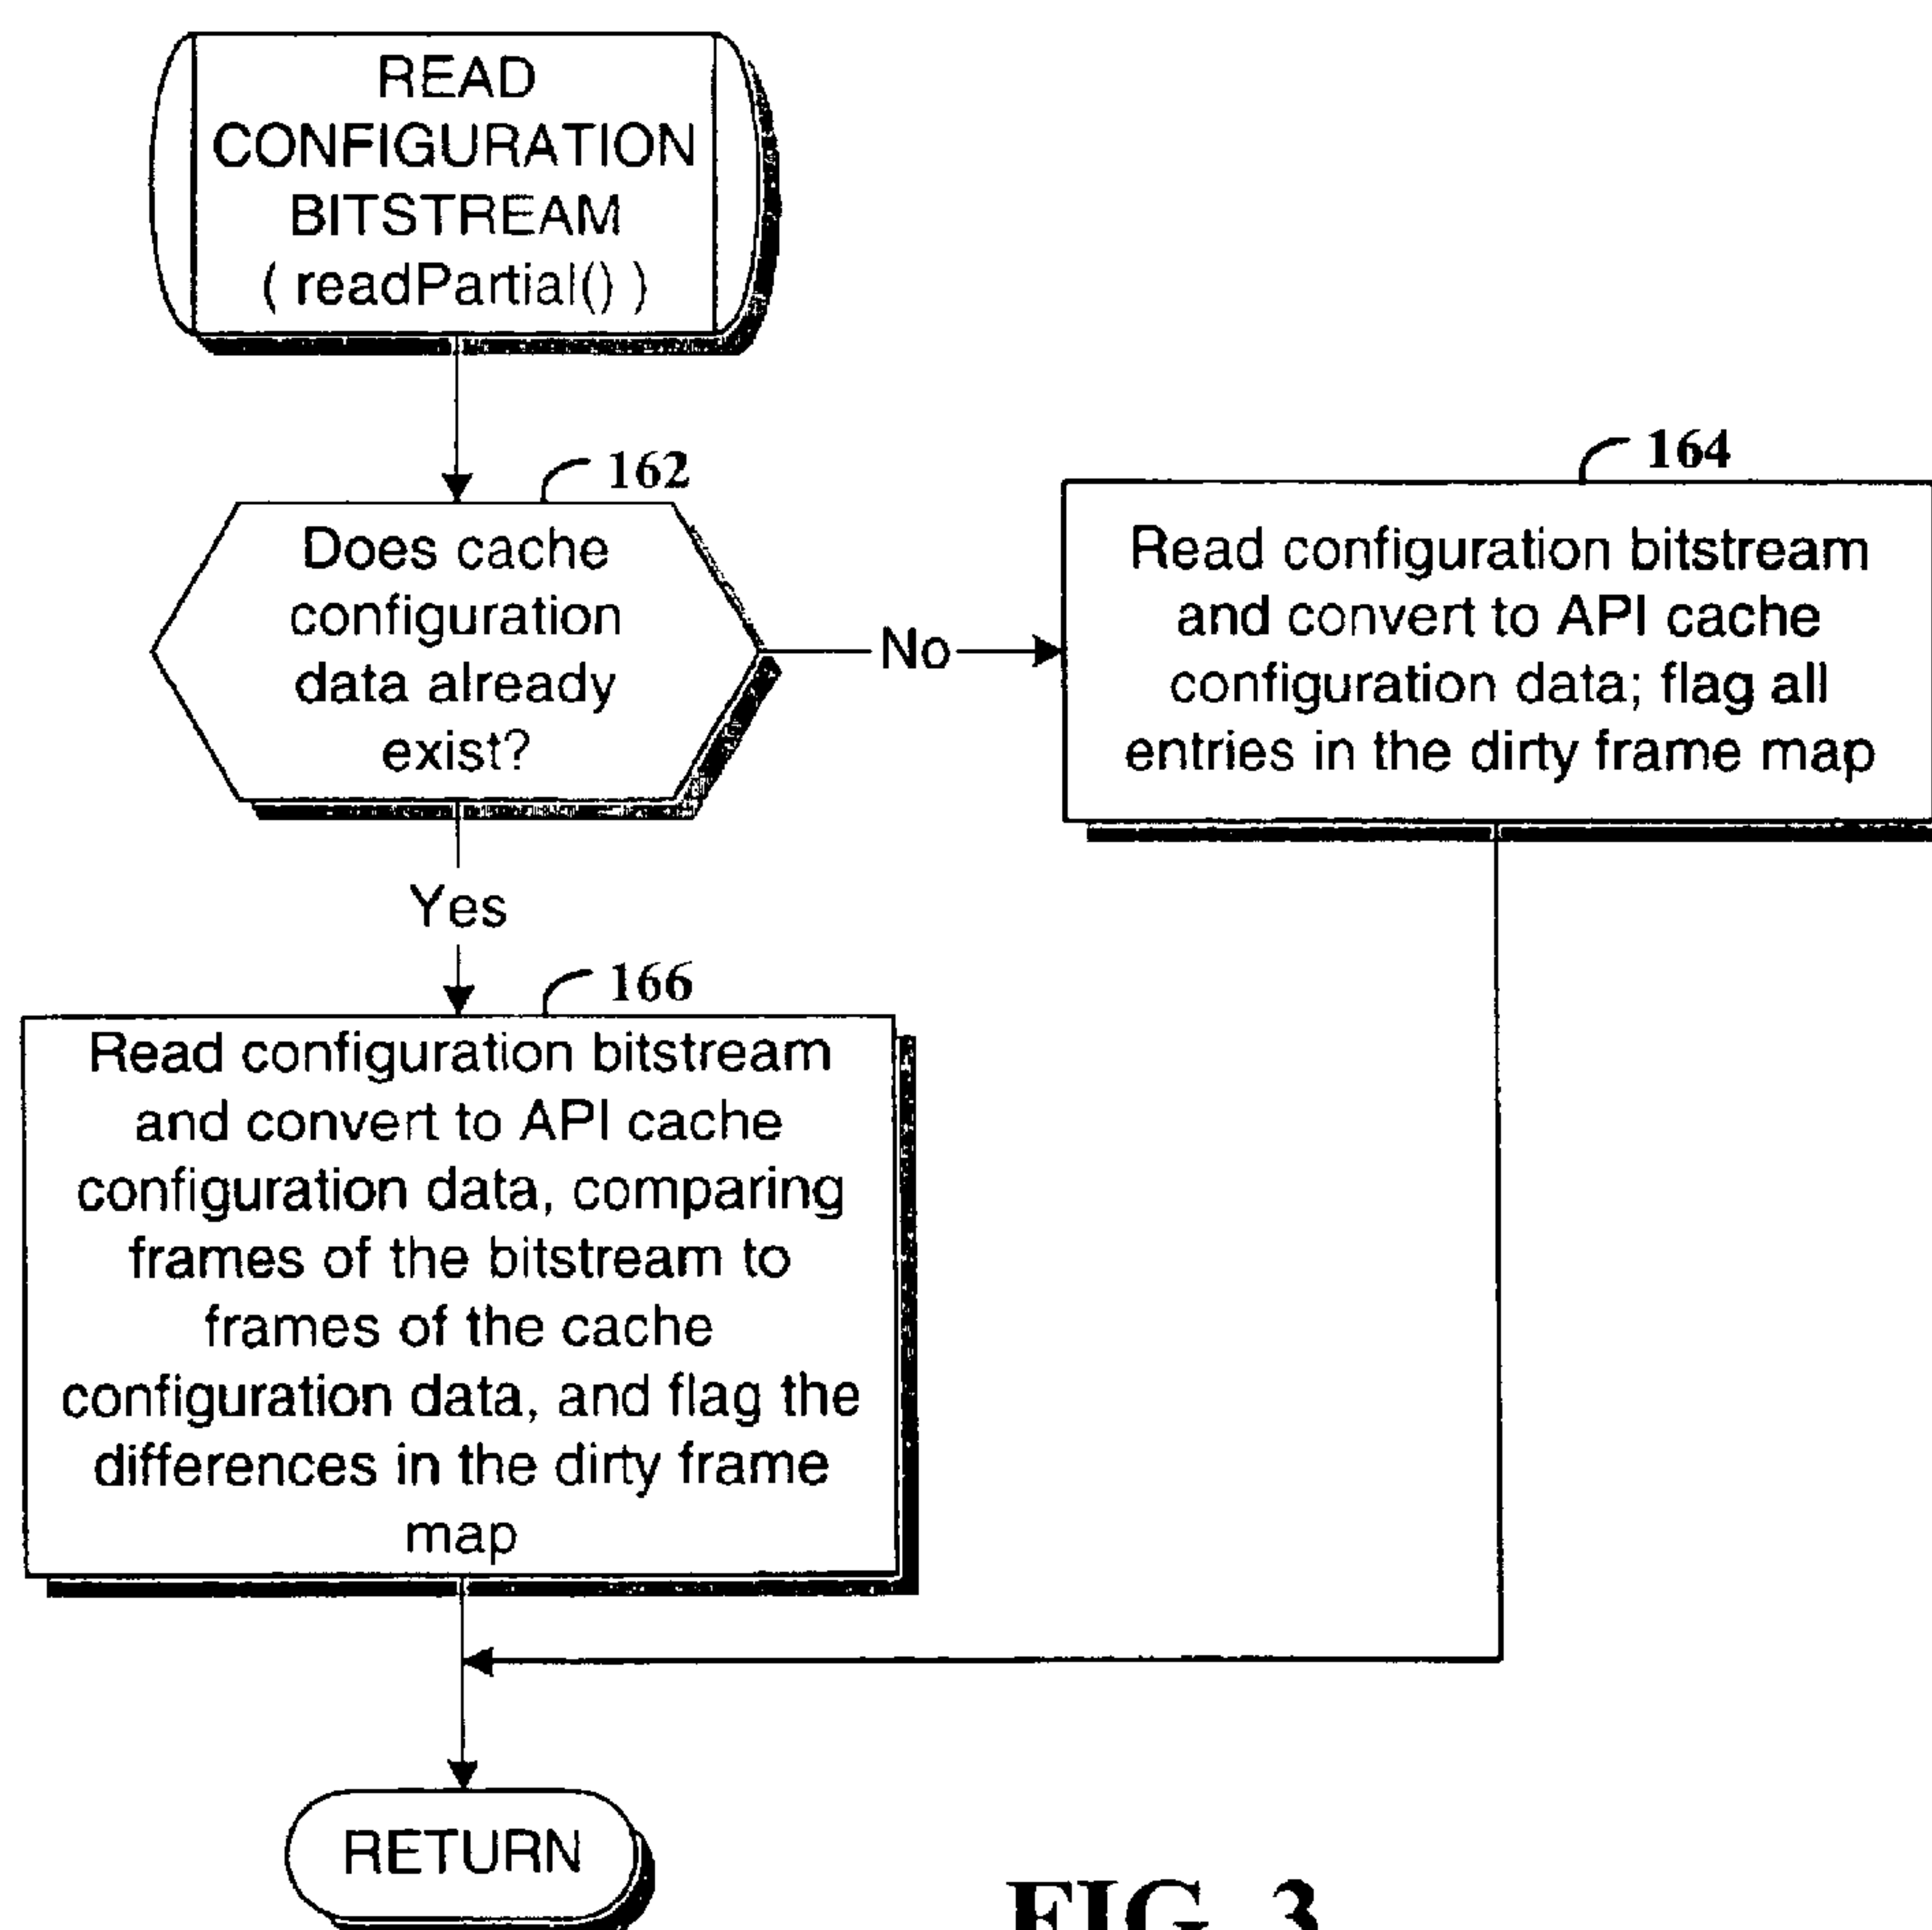 READ
CONFIGURATION
BITSTREAM
( readPartial() )
162
Does cache
configuration
data already
exist?
No
164
Read configuration bitstream
and convert to API cache
configuration data; flag all
entries in the dirty frame map
Yes
166
Read configuration bitstream
and convert to API cache
configuration data, comparing
frames of the bitstream to
frames of the cache
configuration data, and flag the
differences in the dirty frame
map
RETURN
FIG. 3